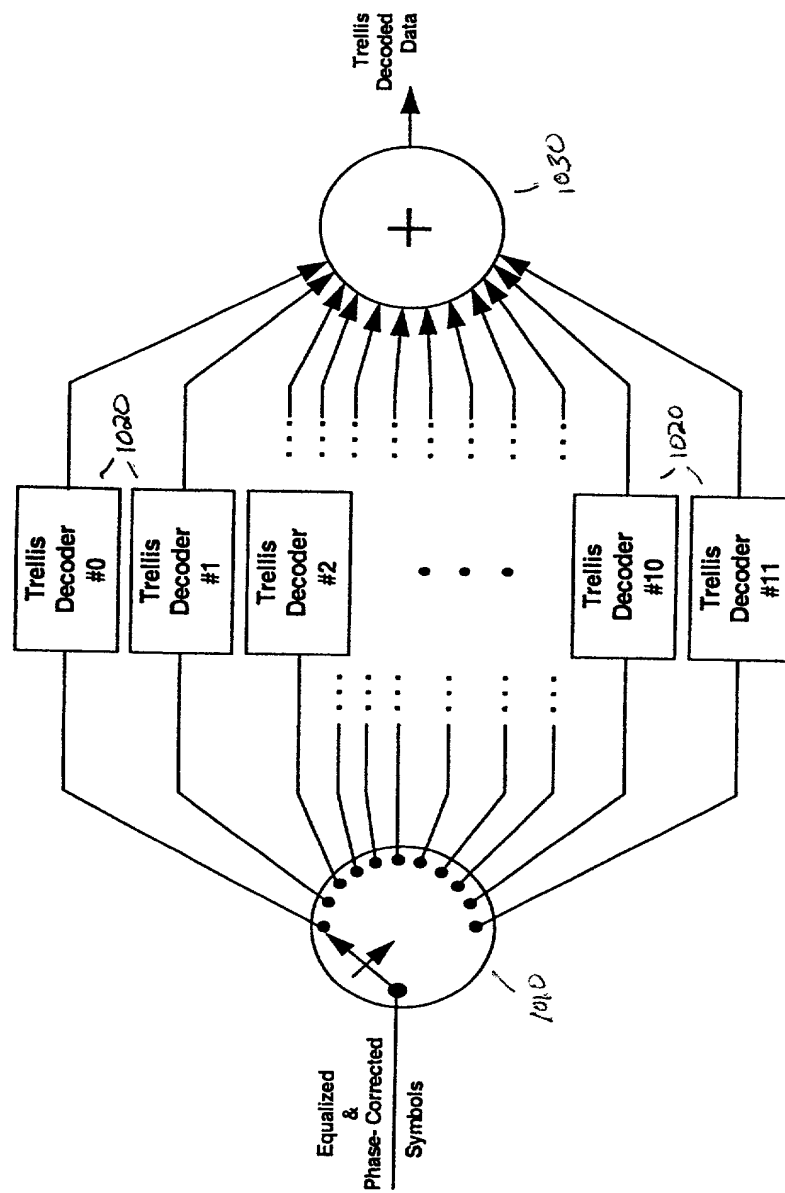 Equalized
&
Phase- Corrected
Symbols
1010
Trellis
Decoder
#0
1020
Trellis
Decoder
#1
Trellis
Decoder
#2
Trellis
Decoder
#10
1020
Trellis
Decoder
#11
+
1030
Trellis
Decoded
Data